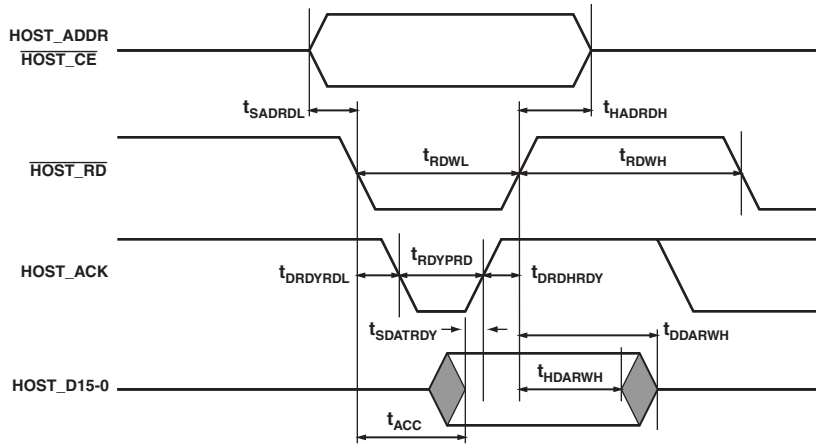 HOST_ADDR
HOST_CE
tSADRDL
tHADRDH
HOST_RD
tRDWL
tRDWH
HOST_ACK
tDRDYRDL
tRDYPRD
tDRDHRDY
tSDATRDY
tDDARWH
HOST_D15-0
tHDARWH
tACC